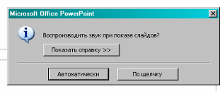 Microsoft Office PowerPoint
Воспроизводить звук при показе слайдов?
Показать справку >>
Автоматически
По щелчку